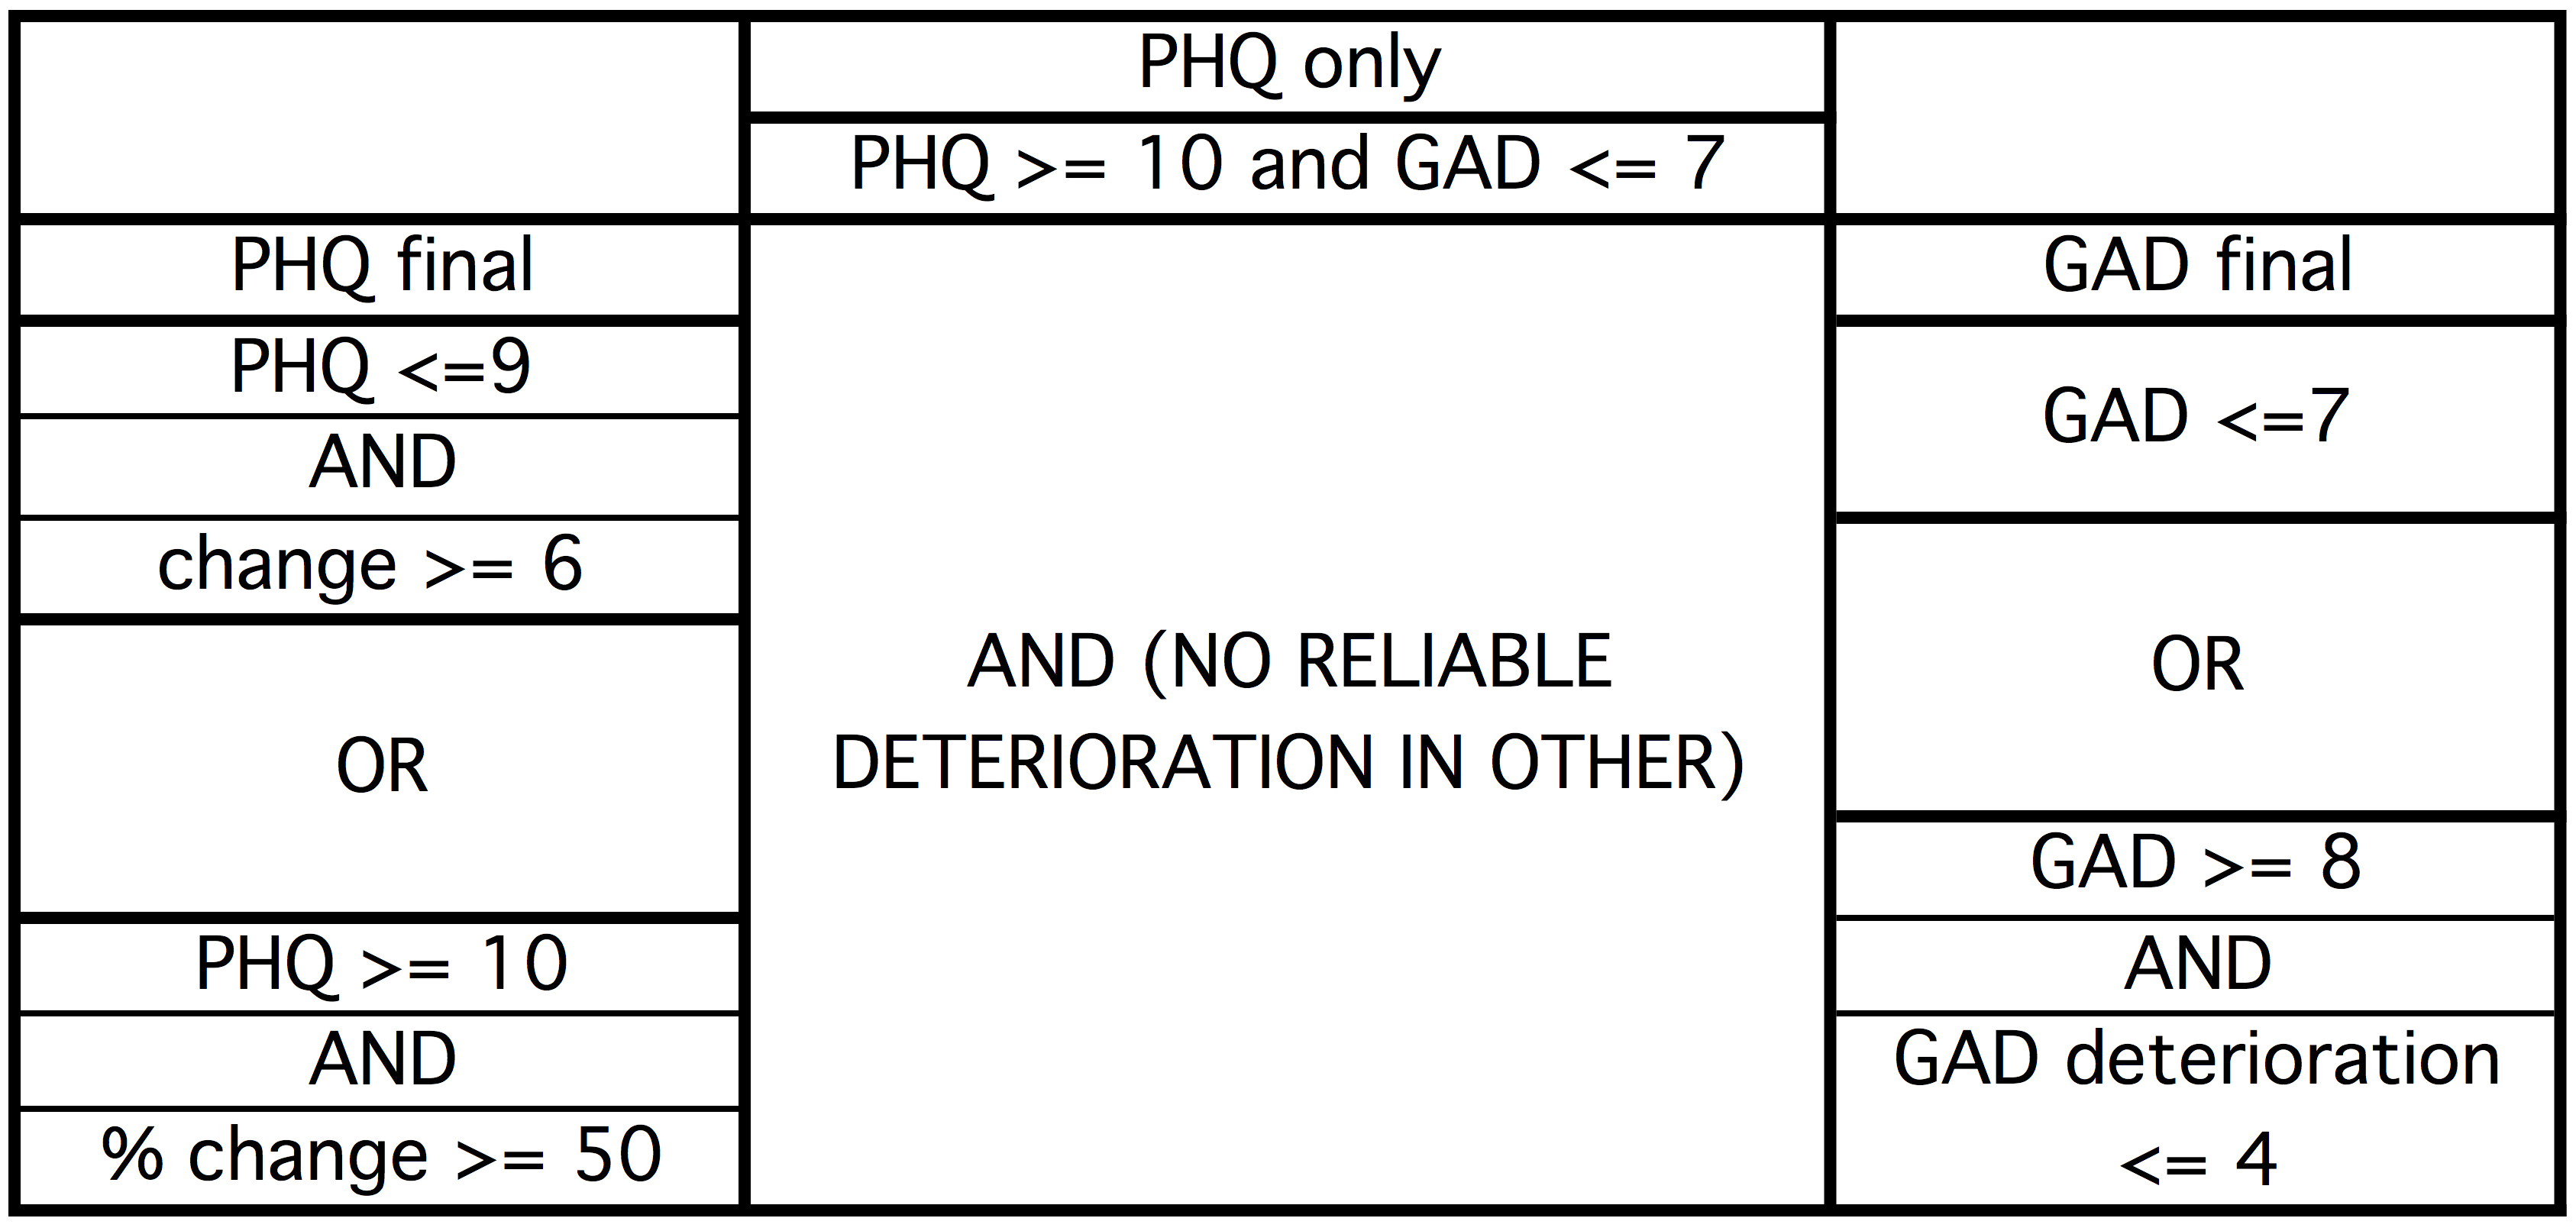 PHQ only
PHQ >= 10 and GAD <= 7
PHQ final
PHQ <=9
AND
change >= 6
OR
PHQ >= 10
AND
% change >= 50
AND (NO RELIABLE
DETERIORATION IN OTHER)
GAD final
GAD <=7
OR
GAD >= 8
AND
GAD deterioration
<= 4